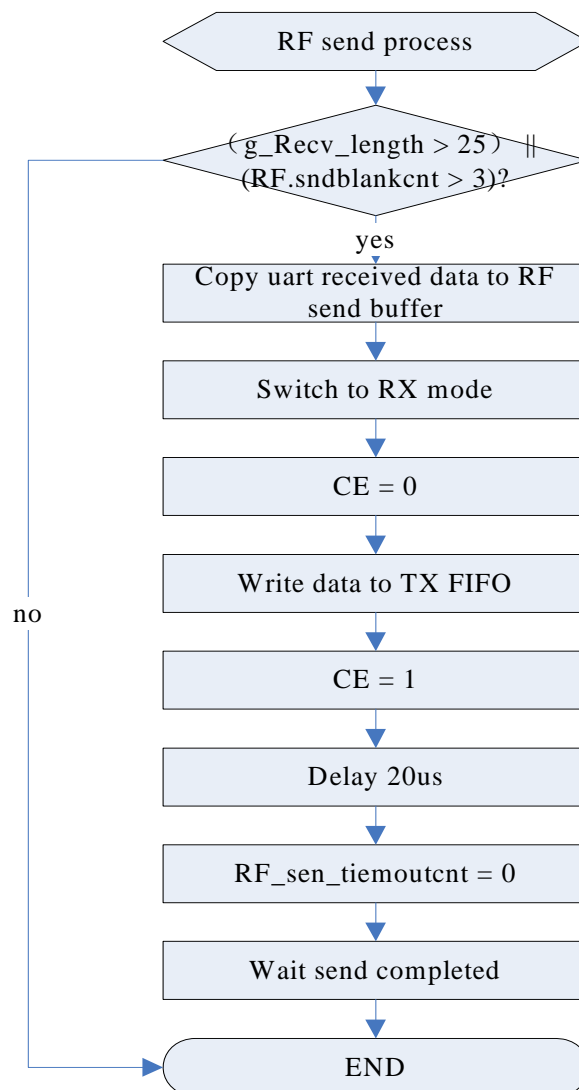 RF send process
（g_Recv_length > 25） ||
(RF.sndblankcnt > 3)?
yes
Copy uart received data to RF
send buffer
Switch to RX mode
CE = 0
Write data to TX FIFO
no
CE = 1
Delay 20us
RF_sen_tiemoutcnt = 0
Wait send completed
END